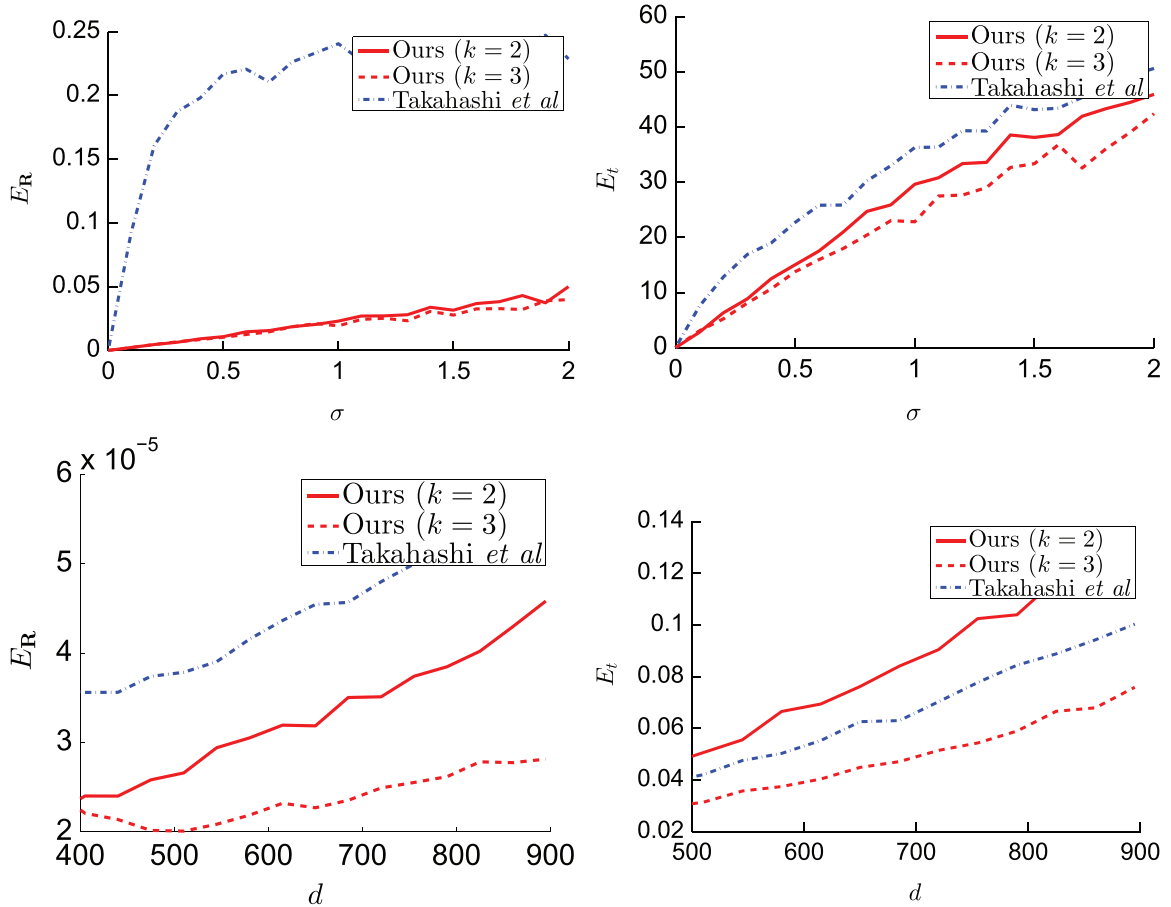 0.25
0.2
0.15
0.1
0.05
0
E_R
0 0.5 1 1.5 2
σ
Ours (k = 2)
Ours (k = 3)
Takahashi et al
60
50
40
30
20
10
0
E_t
0 0.5 1 1.5 2
σ
Ours (k = 2)
Ours (k = 3)
Takahashi et al
6 x 10⁻⁵
5
4
3
2
E_R
400 500 600 700 800 900
d
Ours (k = 2)
Ours (k = 3)
Takahashi et al
0.14
0.12
0.1
0.08
0.06
0.04
0.02
E_t
500 600 700 800 900
d
Ours (k = 2)
Ours (k = 3)
Takahashi et al